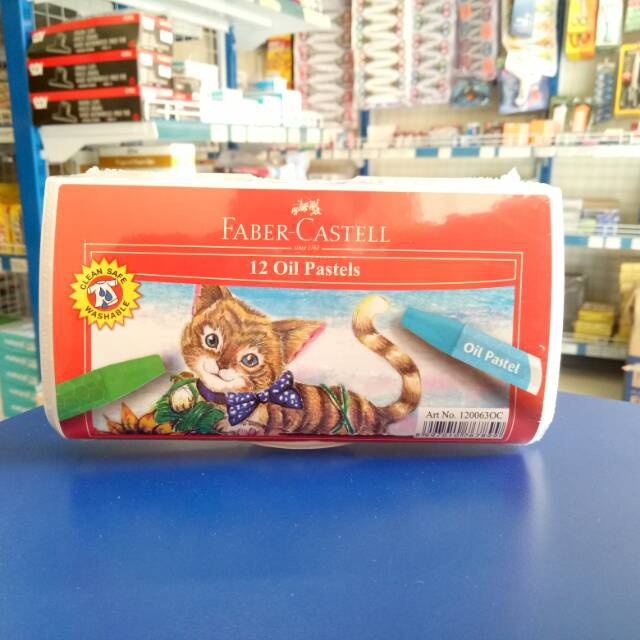 FABER-CASTELL
since 1761
12 Oil Pastels
CLEAN SAFE
WASHABLE
Oil Pastel
Art No. 120063OC